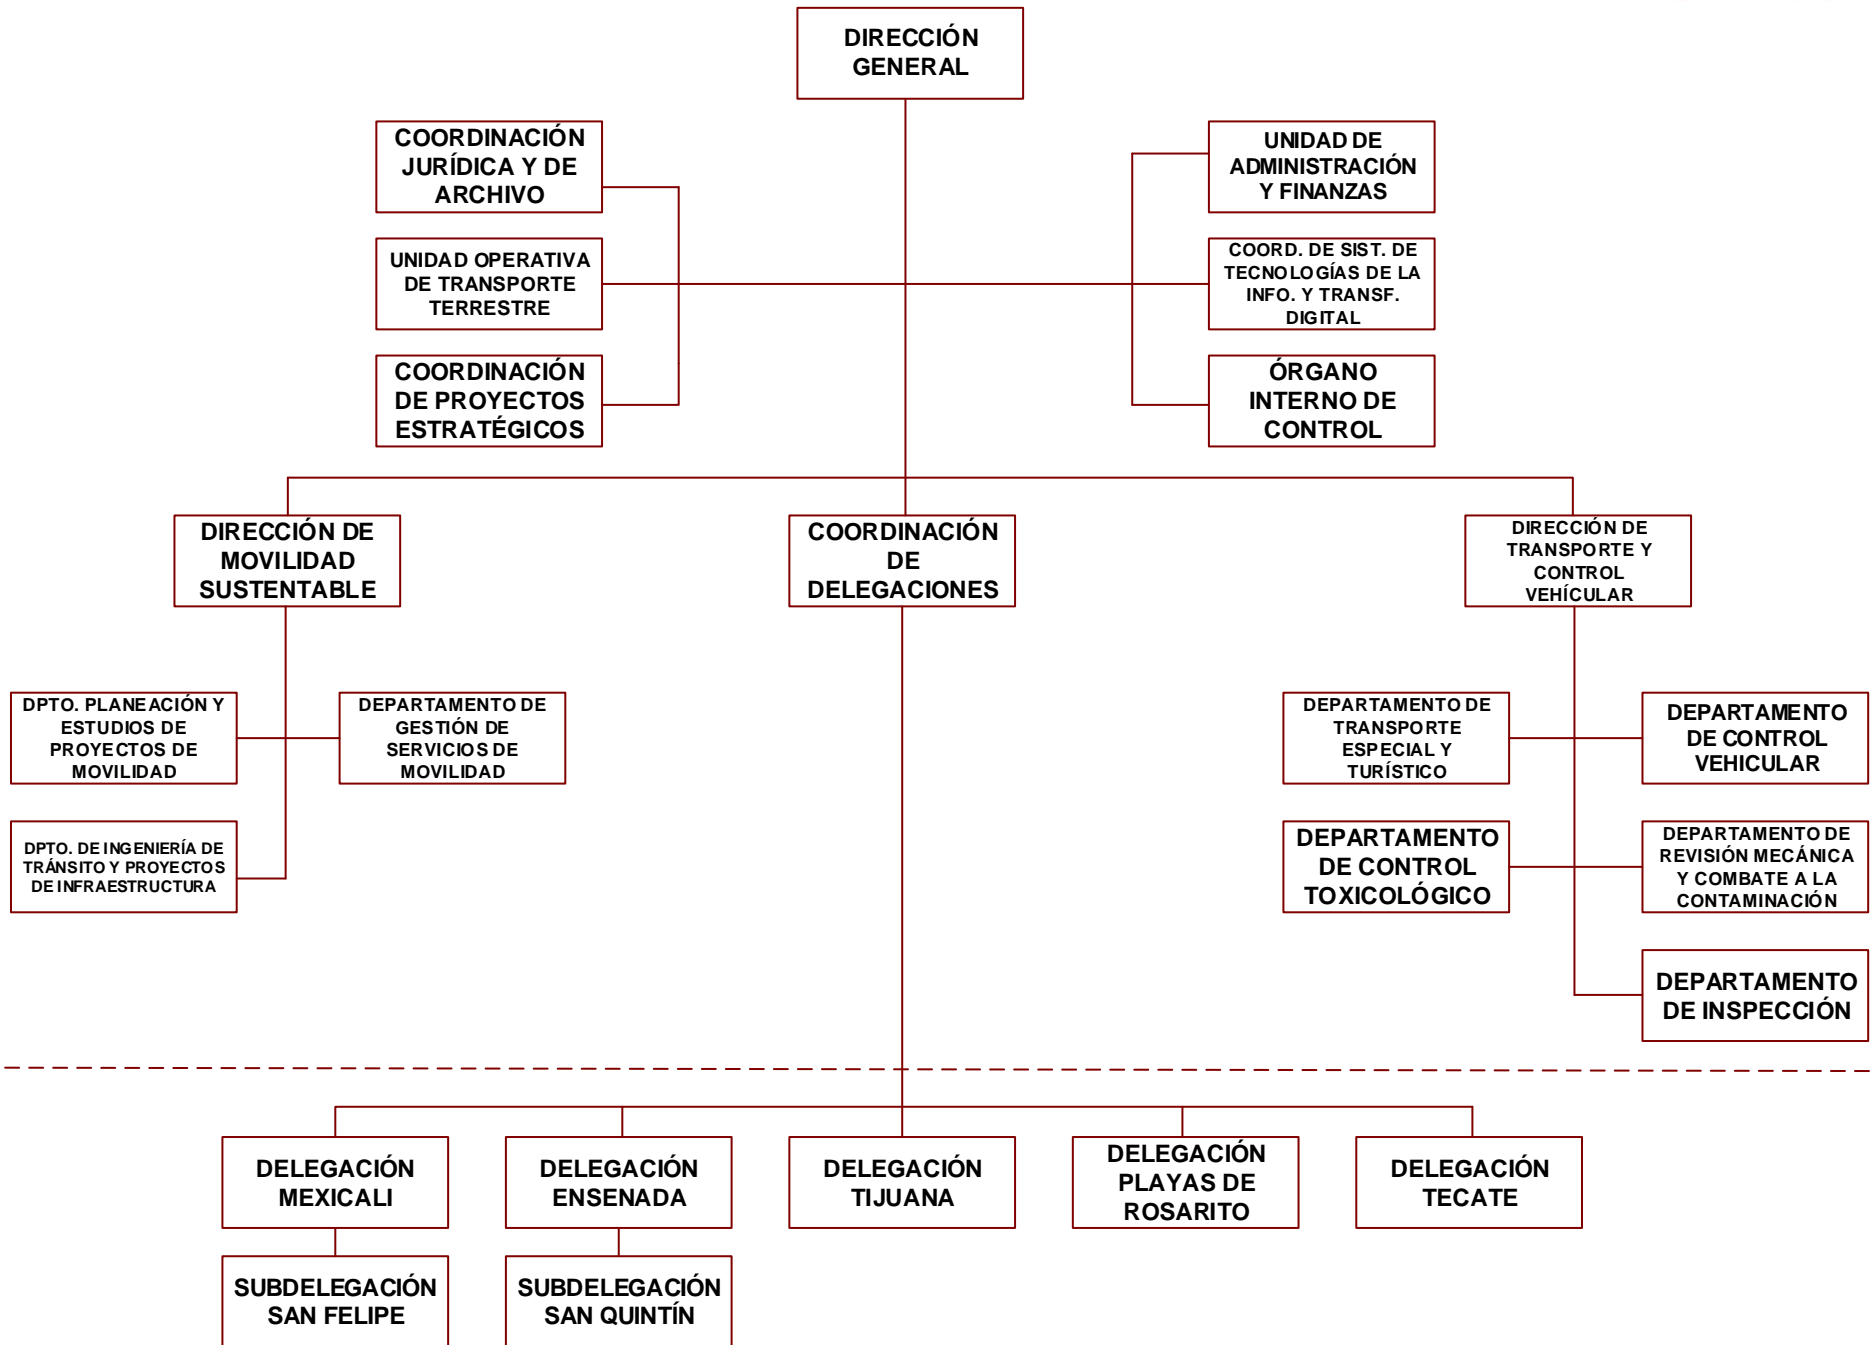 DIRECCIÓN
GENERAL
COORDINACIÓN
JURÍDICA Y DE
ARCHIVO
UNIDAD DE
ADMINISTRACIÓN
Y FINANZAS
UNIDAD OPERATIVA
DE TRANSPORTE
TERRESTRE
COORD. DE SIST. DE
TECNOLOGÍAS DE LA
INFO. Y TRANSF.
DIGITAL
COORDINACIÓN
DE PROYECTOS
ESTRATÉGICOS
ÓRGANO
INTERNO DE
CONTROL
DIRECCIÓN DE
MOVILIDAD
SUSTENTABLE
COORDINACIÓN
DE
DELEGACIONES
DIRECCIÓN DE
TRANSPORTE Y
CONTROL
VEHÍCULAR
DPTO. PLANEACIÓN Y
ESTUDIOS DE
PROYECTOS DE
MOVILIDAD
DEPARTAMENTO DE
GESTIÓN DE
SERVICIOS DE
MOVILIDAD
DEPARTAMENTO DE
TRANSPORTE
ESPECIAL Y
TURÍSTICO
DEPARTAMENTO
DE CONTROL
VEHICULAR
DPTO. DE INGENIERÍA DE
TRÁNSITO Y PROYECTOS
DE INFRAESTRUCTURA
DEPARTAMENTO
DE CONTROL
TOXICOLÓGICO
DEPARTAMENTO DE
REVISIÓN MECÁNICA
Y COMBATE A LA
CONTAMINACIÓN
DEPARTAMENTO
DE INSPECCIÓN
DELEGACIÓN
MEXICALI
DELEGACIÓN
ENSENADA
DELEGACIÓN
TIJUANA
DELEGACIÓN
PLAYAS DE
ROSARITO
DELEGACIÓN
TECATE
SUBDELEGACIÓN
SAN FELIPE
SUBDELEGACIÓN
SAN QUINTÍN